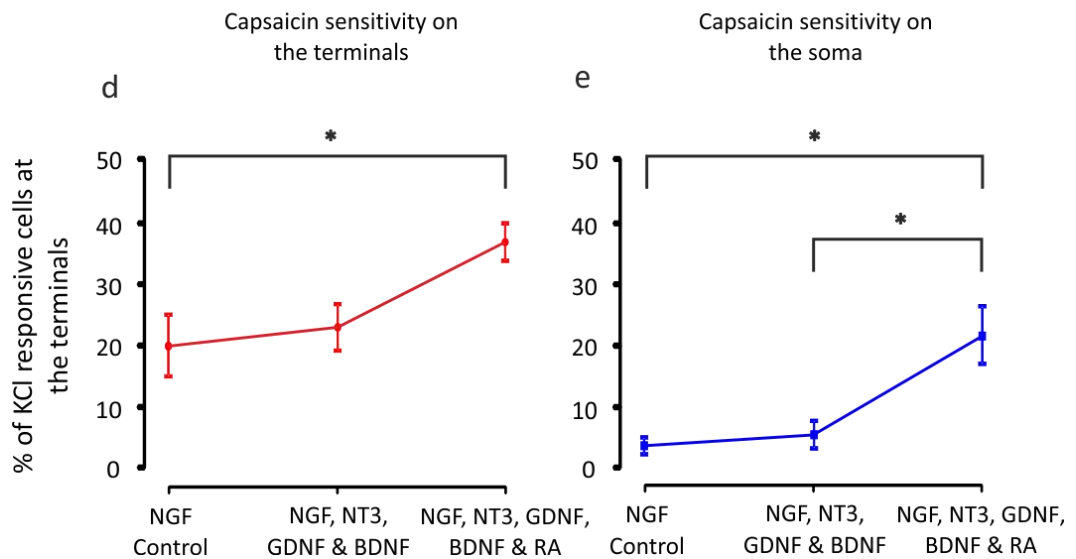 Capsaicin sensitivity on
the terminals
d
*
50
40
30
20
10
0
% of KCl responsive cells at
the terminals
NGF
Control
NGF, NT3,
GDNF & BDNF
NGF, NT3, GDNF,
BDNF & RA
Capsaicin sensitivity on
the soma
e
*
*
50
40
30
20
10
0
NGF
Control
NGF, NT3,
GDNF & BDNF
NGF, NT3, GDNF,
BDNF & RA